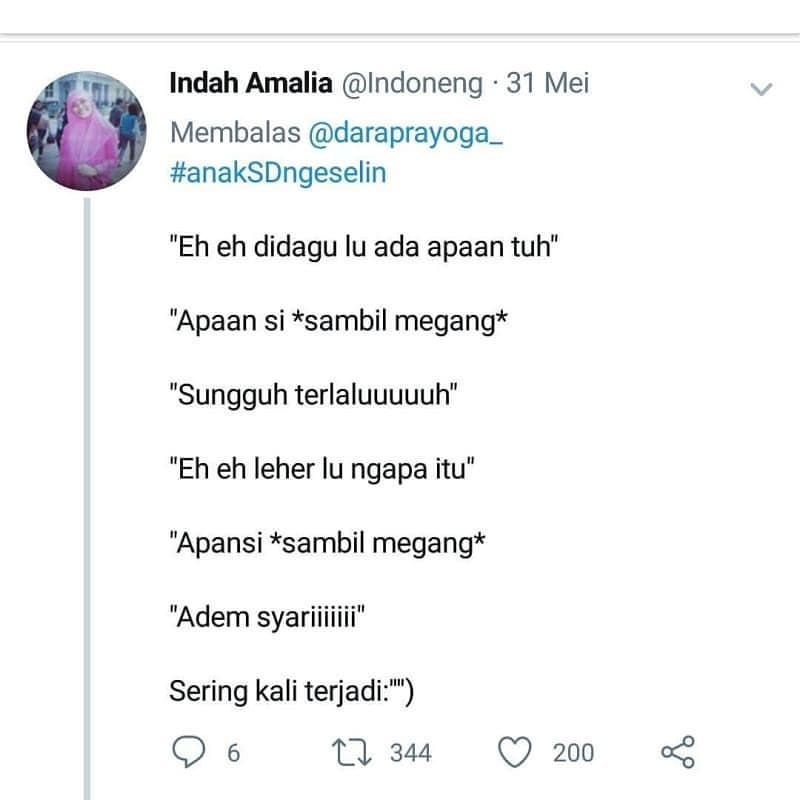 Indah Amalia @Indoneng · 31 Mei
Membalas @daraprayoga_
#anakSDngeselin
"Eh eh didagu lu ada apaan tuh"
"Apaan si *sambil megang*
"Sungguh terlaluuuuuh"
"Eh eh leher lu ngapa itu"
"Apansi *sambil megang*
"Adem syariiiiiii"
Sering kali terjadi:"")
6 344 200